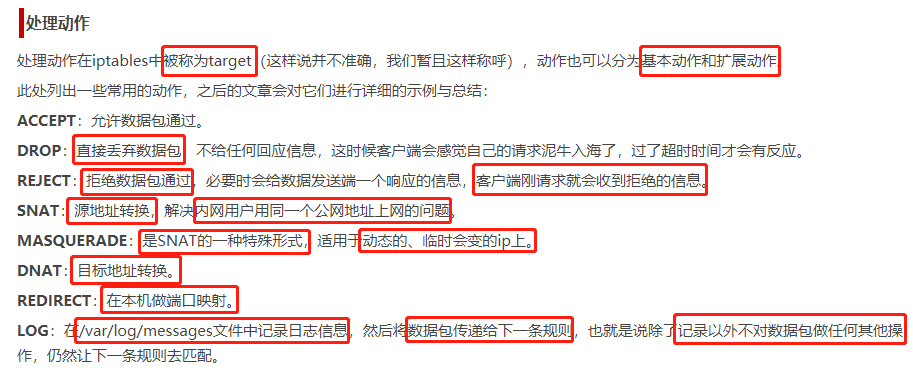 处理动作
处理动作在iptables中被称为target（这样说并不准确，我们暂且这样称呼），动作也可以分为基本动作和扩展动作。
此处列出一些常用的动作，之后的文章会对它们进行详细的示例与总结：
ACCEPT：允许数据包通过。
DROP：直接丢弃数据包，不给任何回应信息，这时候客户端会感觉自己的请求泥牛入海了，过了超时时间才会有反应。
REJECT：拒绝数据包通过，必要时会给数据发送端一个响应的信息，客户端刚请求就会收到拒绝的信息。
SNAT：源地址转换，解决内网用户用同一个公网地址上网的问题。
MASQUERADE：是SNAT的一种特殊形式，适用于动态的、临时会变的ip上。
DNAT：目标地址转换。
REDIRECT：在本机做端口映射。
LOG：在/var/log/messages文件中记录日志信息，然后将数据包传递给下一条规则，也就是说除了记录以外不对数据包做任何其他操
作，仍然让下一条规则去匹配。